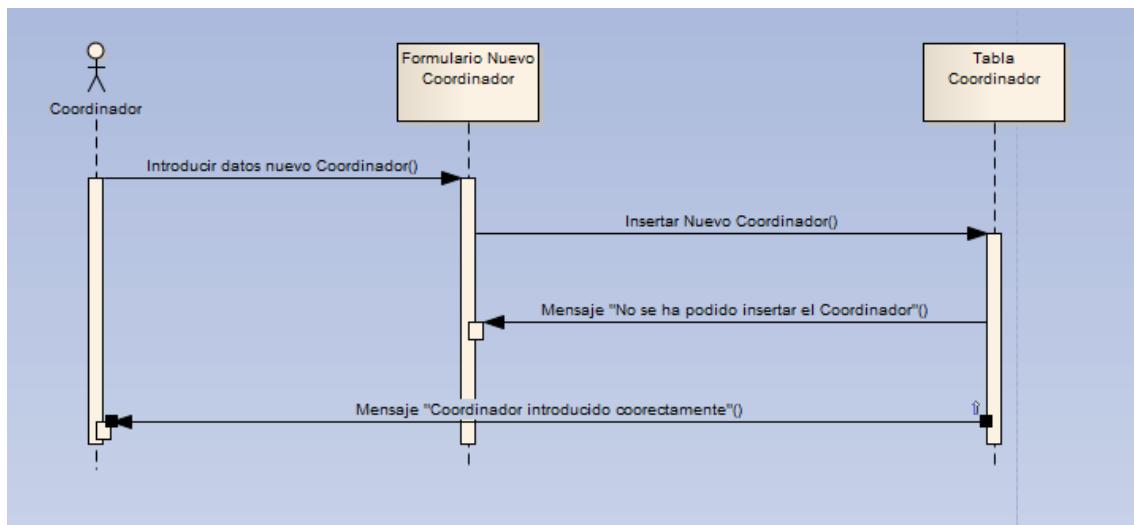 Formulario Nuevo
Coordinador
Tabla
Coordinador
Coordinador
Introducir datos nuevo Coordinador()
Insertar Nuevo Coordinador()
Mensaje "No se ha podido insertar el Coordinador"()
Mensaje "Coordinador introducido coorectamente"()